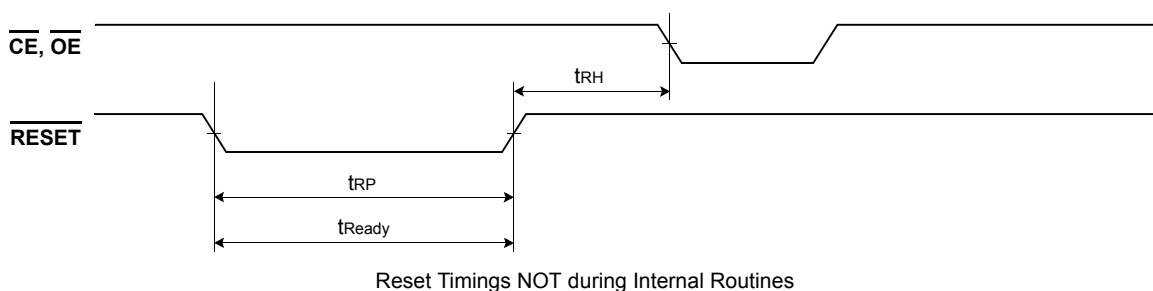 CE, OE
tRH
RESET
tRP
tReady
Reset Timings NOT during Internal Routines